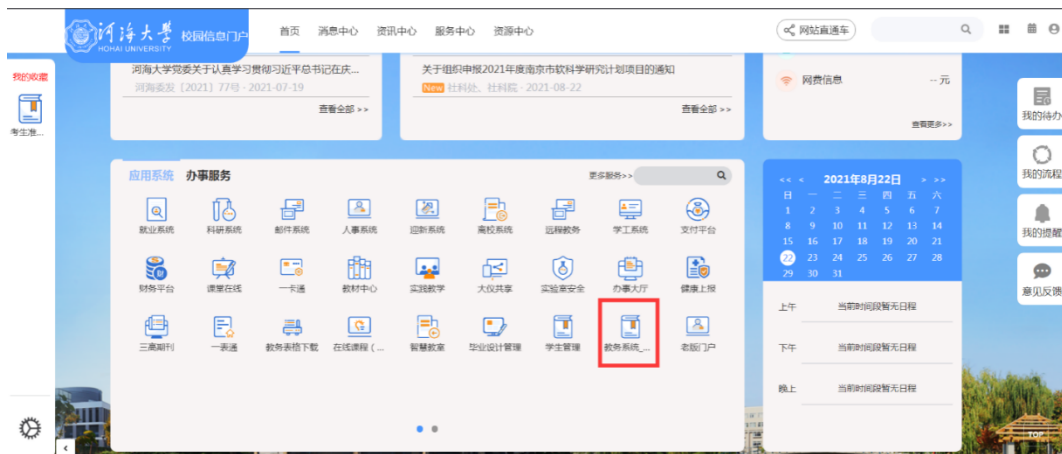 河海大学 校园信息门户 首页 消息中心 资讯中心 服务中心 资源中心 网站直通车
HOHAI UNIVERSITY
我的收藏
考生准...
河海大学党委关于认真学习贯彻习近平总书记在庆...
河海委发〔2021〕77号 - 2021-07-19
查看全部 >>
关于组织申报2021年度南京市软科学研究计划项目的通知
New 社科处、社科院 - 2021-08-22
查看全部 >>
网费信息 -- 元
查看更多>>
应用系统 办事服务 更多服务>>
就业系统 科研系统 邮件系统 人事系统 迎新系统 离校系统 远程教务 学工系统 支付平台
财务平台 课堂在线 一卡通 教材中心 实践教学 大仪共享 实验室安全 办事大厅 健康上报
三高期刊 一表通 教务表格下载 在线课程 ( ... 智慧教室 毕业设计管理 学生管理 教务系统_... 老版门户
<< < 2021年8月22日 > >>
日 一 二 三 四 五 六
1 2 3 4 5 6 7
8 9 10 11 12 13 14
15 16 17 18 19 20 21
22 23 24 25 26 27 28
29 30 31
上午 当前时间段暂无日程
下午 当前时间段暂无日程
晚上 当前时间段暂无日程
我的待办
我的流程
我的提醒
意见反馈
TOP